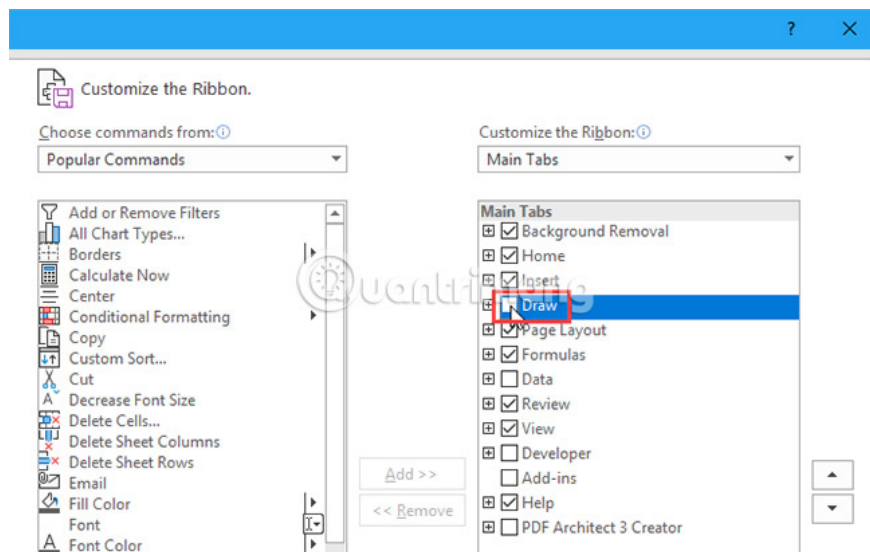 ?
Customize the Ribbon.
Choose commands from:
Popular Commands
Add or Remove Filters
All Chart Types...
Borders
Calculate Now
Center
Conditional Formatting
Copy
Custom Sort...
Cut
Decrease Font Size
Delete Cells...
Delete Sheet Columns
Delete Sheet Rows
Email
Fill Color
Font
Font Color
Add >>
<< Remove
Customize the Ribbon:
Main Tabs
Main Tabs
Background Removal
Home
Insert
Draw
Page Layout
Formulas
Data
Review
View
Developer
Add-ins
Help
PDF Architect 3 Creator
Quantrimang